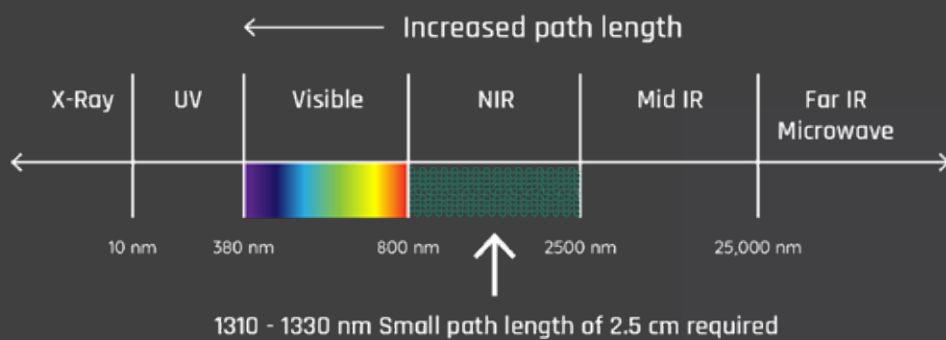 Increased path length
X-Ray UV Visible NIR Mid IR Far IR
Microwave
10 nm 380 nm 800 nm 2500 nm 25,000 nm
1310 - 1330 nm Small path length of 2.5 cm required